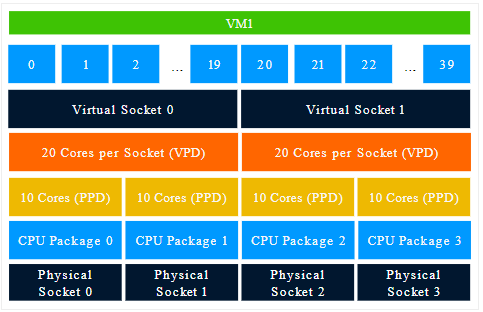 VM1
0 1 2 ... 19 20 21 22 ... 39
Virtual Socket 0 Virtual Socket 1
20 Cores per Socket (VPD) 20 Cores per Socket (VPD)
10 Cores (PPD) 10 Cores (PPD) 10 Cores (PPD) 10 Cores (PPD)
CPU Package 0 CPU Package 1 CPU Package 2 CPU Package 3
Physical Physical Physical Physical
Socket 0 Socket 1 Socket 2 Socket 3